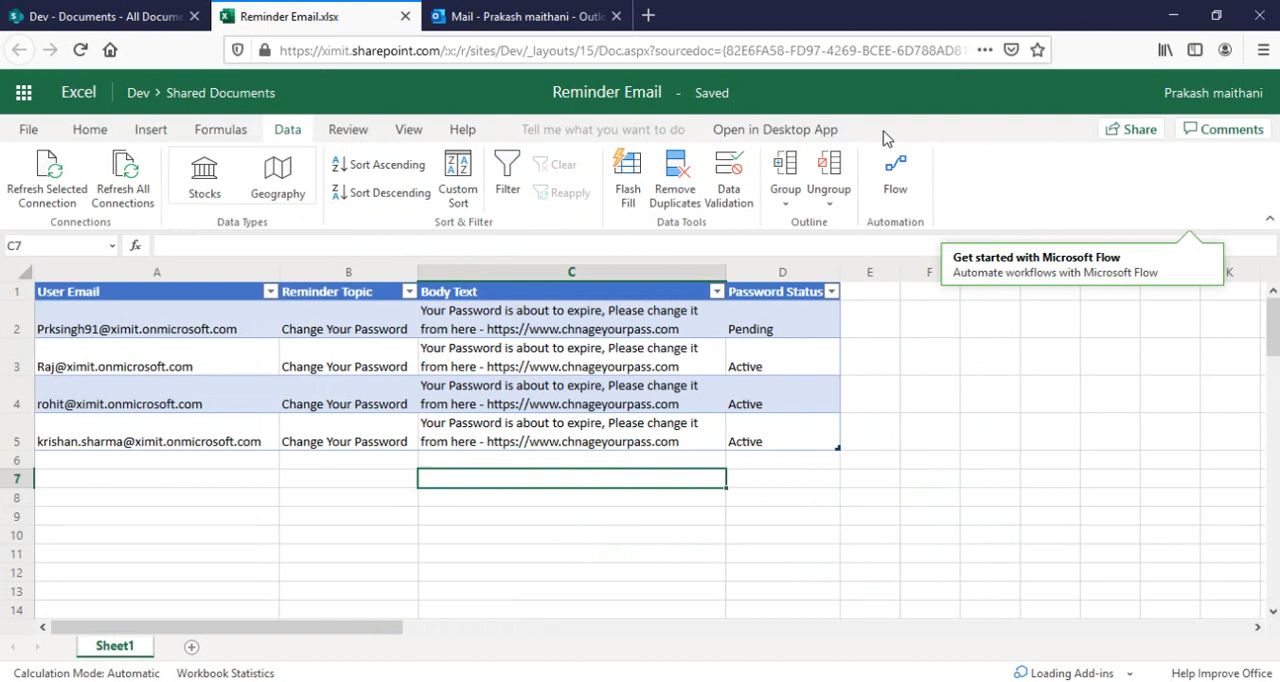 Dev - Documents - All Docume
Reminder Email.xlsx
Mail - Prakash maithani - Outlo
https://ximit.sharepoint.com/:x:/r/sites/Dev/_layouts/15/Doc.aspx?sourcedoc={82E6FA58-FD97-4269-BCEE-6D788AD81
Excel
Dev > Shared Documents
Reminder Email - Saved
Prakash maithani
File Home Insert Formulas Data Review View Help Tell me what you want to do Open in Desktop App Share Comments
Refresh Selected Connection
Refresh All Connections
Connections
Stocks
Geography
Data Types
Sort Ascending
Sort Descending
Custom Sort
Filter
Clear
Reapply
Sort & Filter
Flash Fill
Remove Duplicates
Data Validation
Data Tools
Group
Ungroup
Outline
Flow
Automation
C7
fx
Get started with Microsoft Flow
Automate workflows with Microsoft Flow
A B C D E F K
1 User Email Reminder Topic Body Text Password Status
Your Password is about to expire, Please change it
2 Prksingh91@ximit.onmicrosoft.com Change Your Password from here - https://www.chnageyourpass.com Pending
Your Password is about to expire, Please change it
3 Raj@ximit.onmicrosoft.com Change Your Password from here - https://www.chnageyourpass.com Active
Your Password is about to expire, Please change it
4 rohit@ximit.onmicrosoft.com Change Your Password from here - https://www.chnageyourpass.com Active
Your Password is about to expire, Please change it
5 krishan.sharma@ximit.onmicrosoft.com Change Your Password from here - https://www.chnageyourpass.com Active
6
7
8
9
10
11
12
13
14
Sheet1
Calculation Mode: Automatic Workbook Statistics Loading Add-ins Help Improve Office